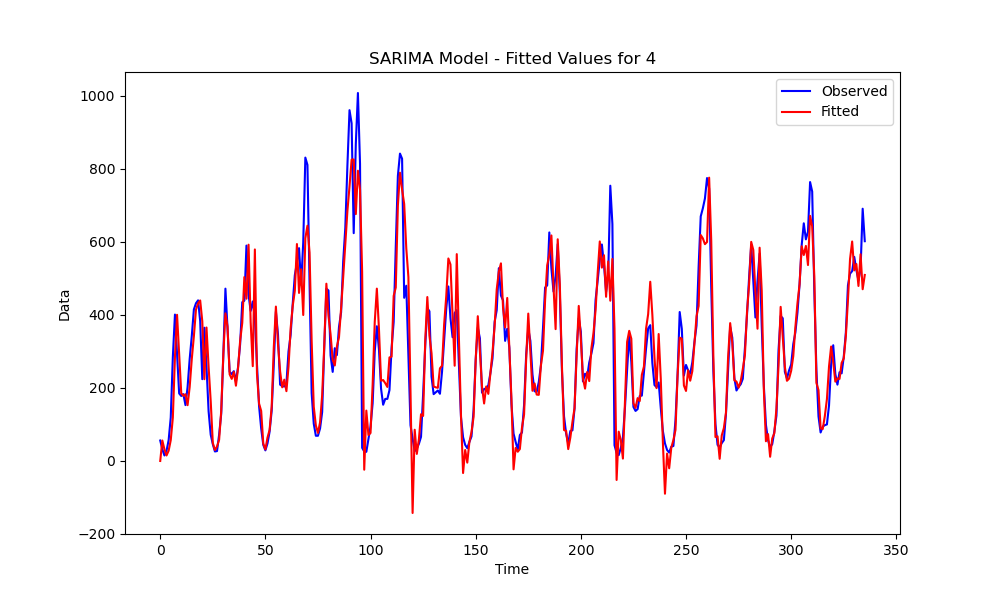 SARIMA Model - Fitted Values for 4
Observed
Fitted
1000
800
600
400
200
0
−200
Data
0 50 100 150 200 250 300 350
Time